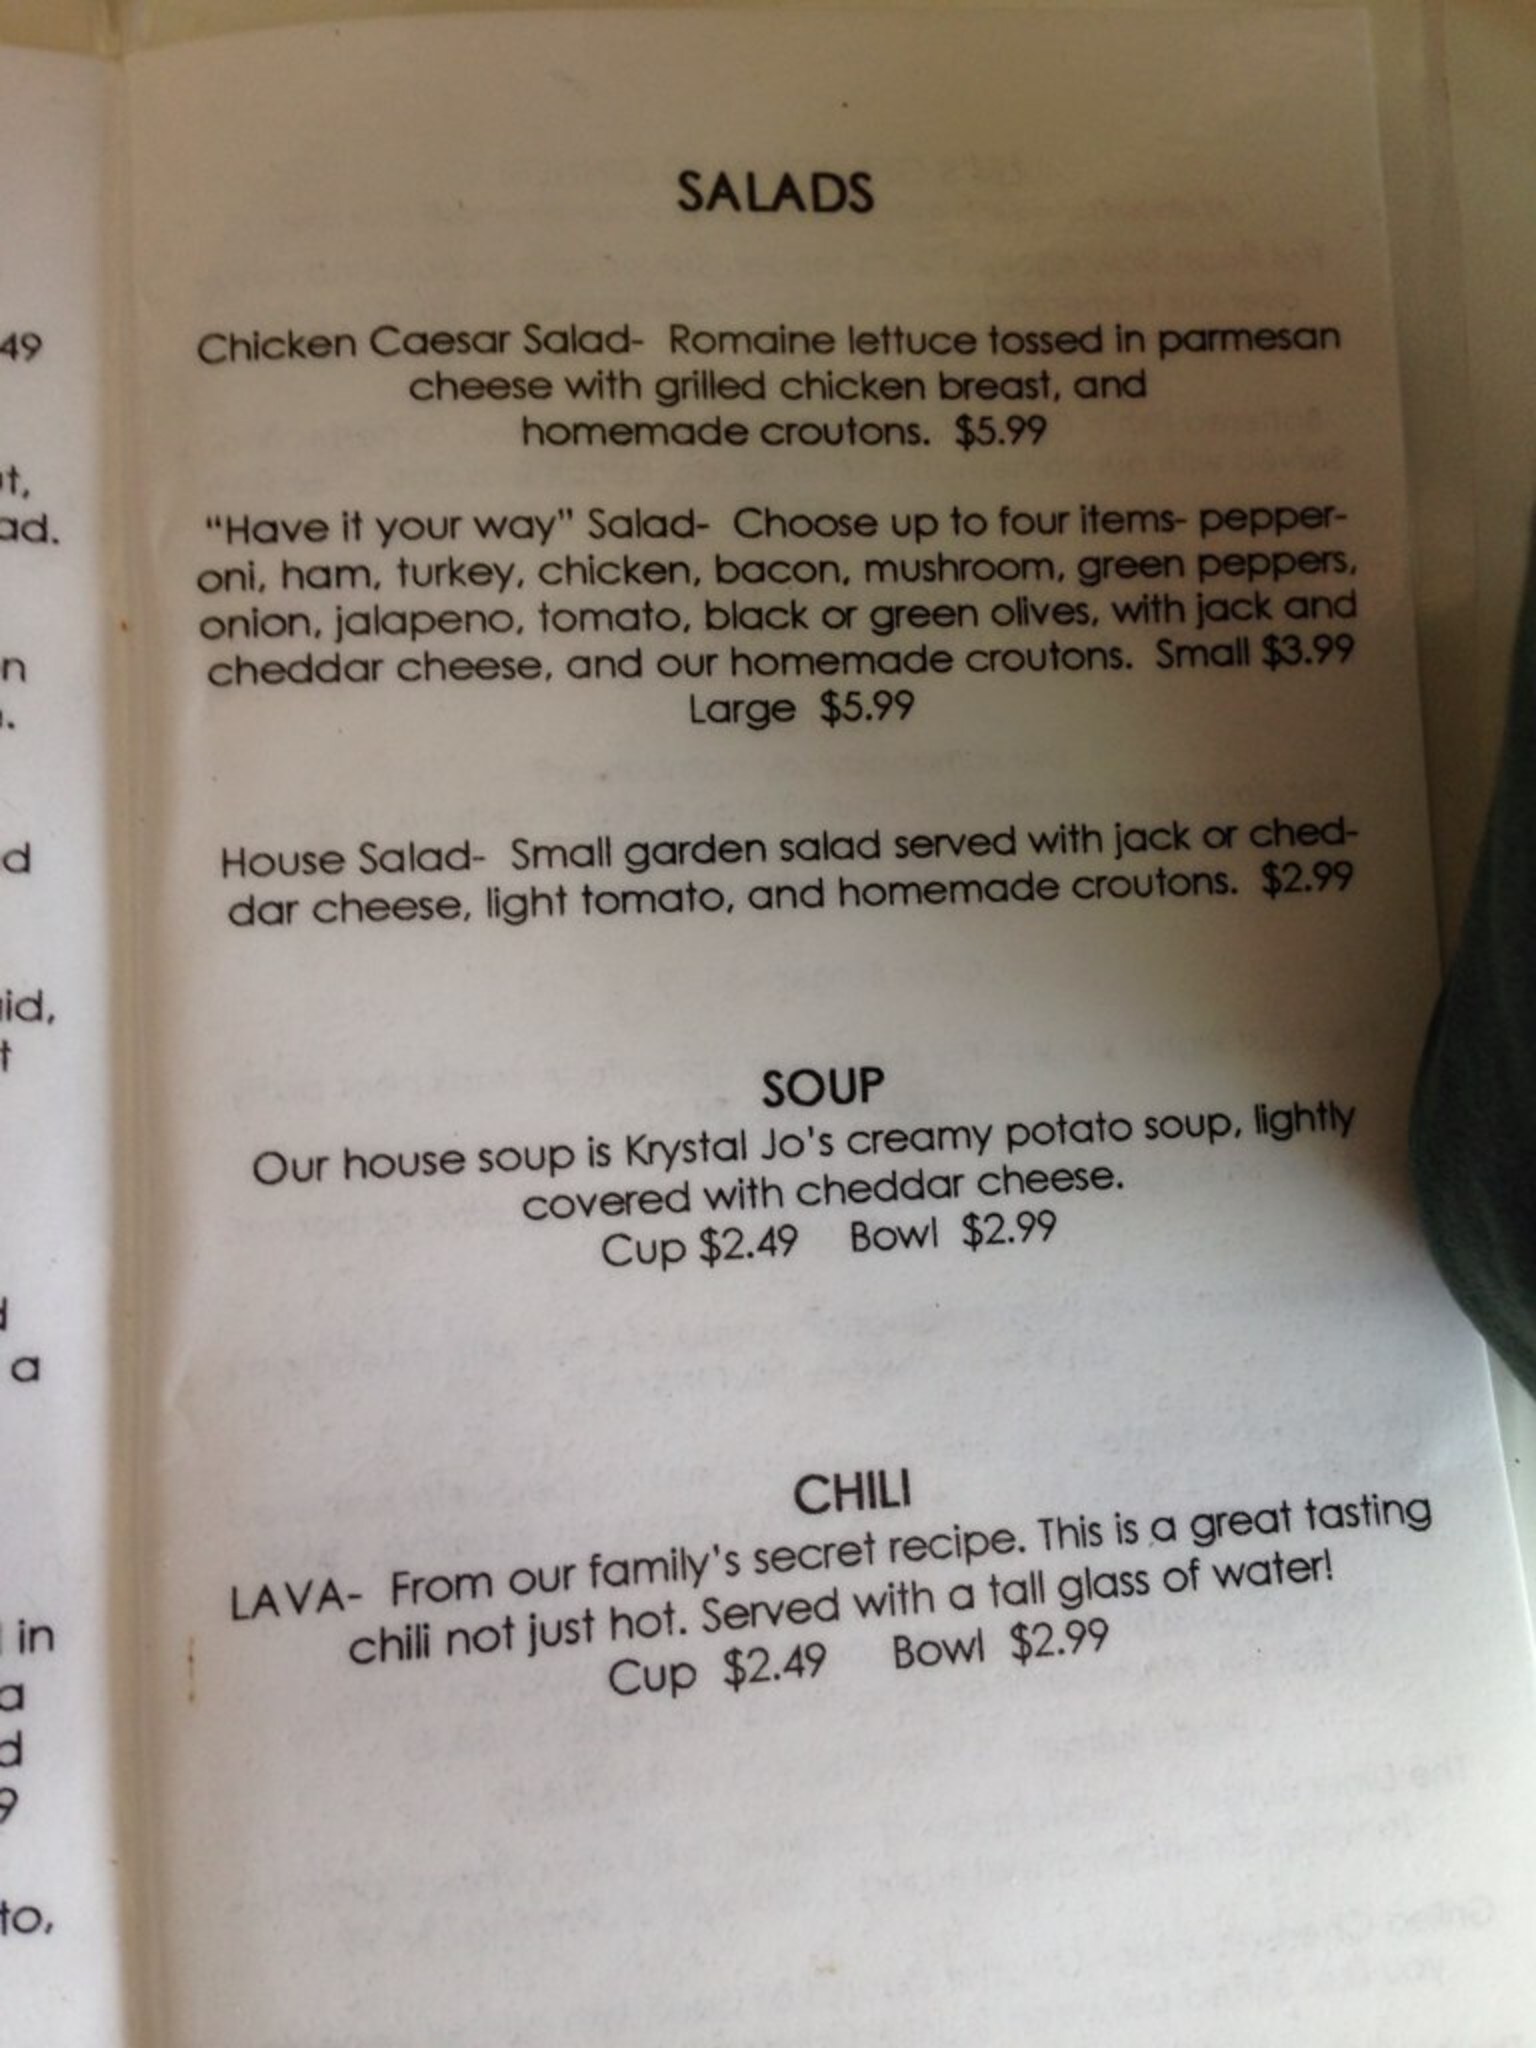 SALADS
Chicken Caesar Salad- Romaine lettuce tossed in parmesan
cheese with grilled chicken breast, and
homemade croutons. $5.99
"Have it your way" Salad- Choose up to four items- pepper-
oni, ham, turkey, chicken, bacon, mushroom, green peppers,
onion, jalapeno, tomato, black or green olives, with jack and
cheddar cheese, and our homemade croutons. Small $3.99
Large $5.99
House Salad- Small garden salad served with jack or ched-
dar cheese, light tomato, and homemade croutons. $2.99
SOUP
Our house soup is Krystal Jo's creamy potato soup, lightly
covered with cheddar cheese.
Cup $2.49 Bowl $2.99
CHILI
LAVA- From our family's secret recipe. This is a great tasting
chili not just hot. Served with a tall glass of water!
Cup $2.49 Bowl $2.99